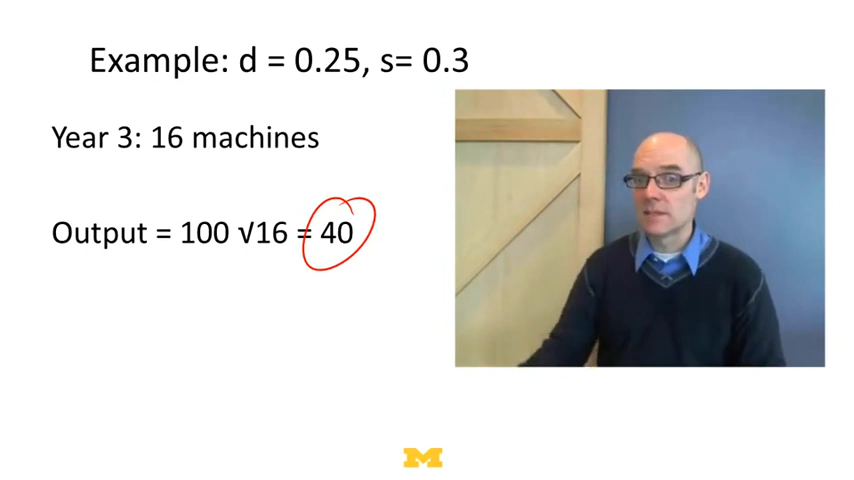 Example: d = 0.25, s= 0.3
Year 3: 16 machines
Output = 100 √16 = 40
M